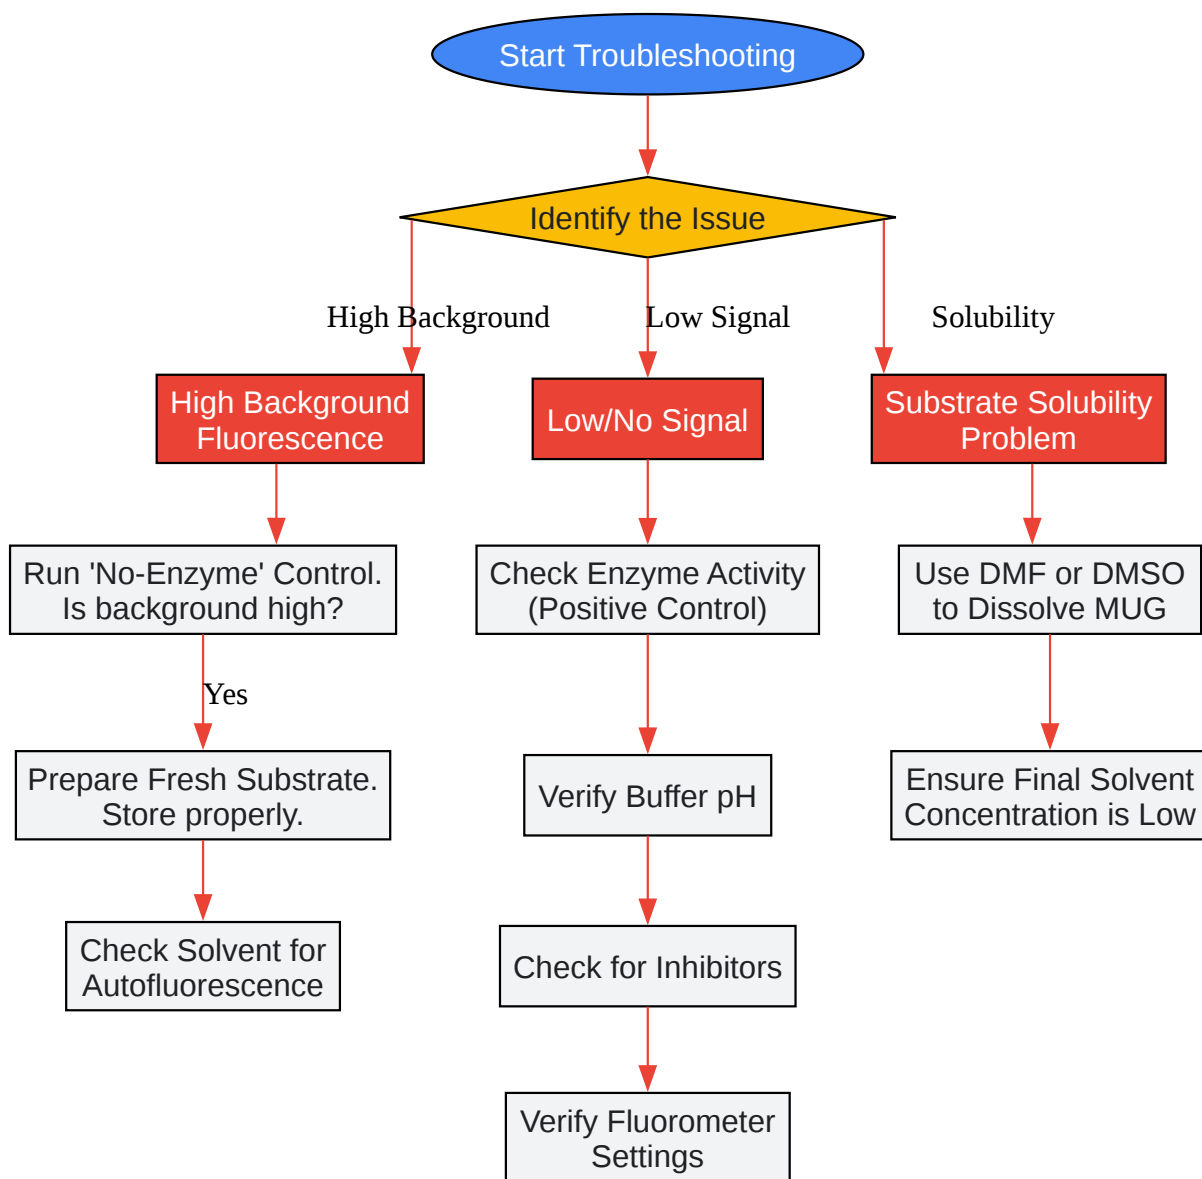 Start Troubleshooting
Identify the Issue
High Background
Low Signal
Solubility
High Background
Fluorescence
Low/No Signal
Substrate Solubility
Problem
Run 'No-Enzyme' Control.
Is background high?
Check Enzyme Activity
(Positive Control)
Use DMF or DMSO
to Dissolve MUG
Yes
Prepare Fresh Substrate.
Store properly.
Verify Buffer pH
Ensure Final Solvent
Concentration is Low
Check Solvent for
Autofluorescence
Check for Inhibitors
Verify Fluorometer
Settings